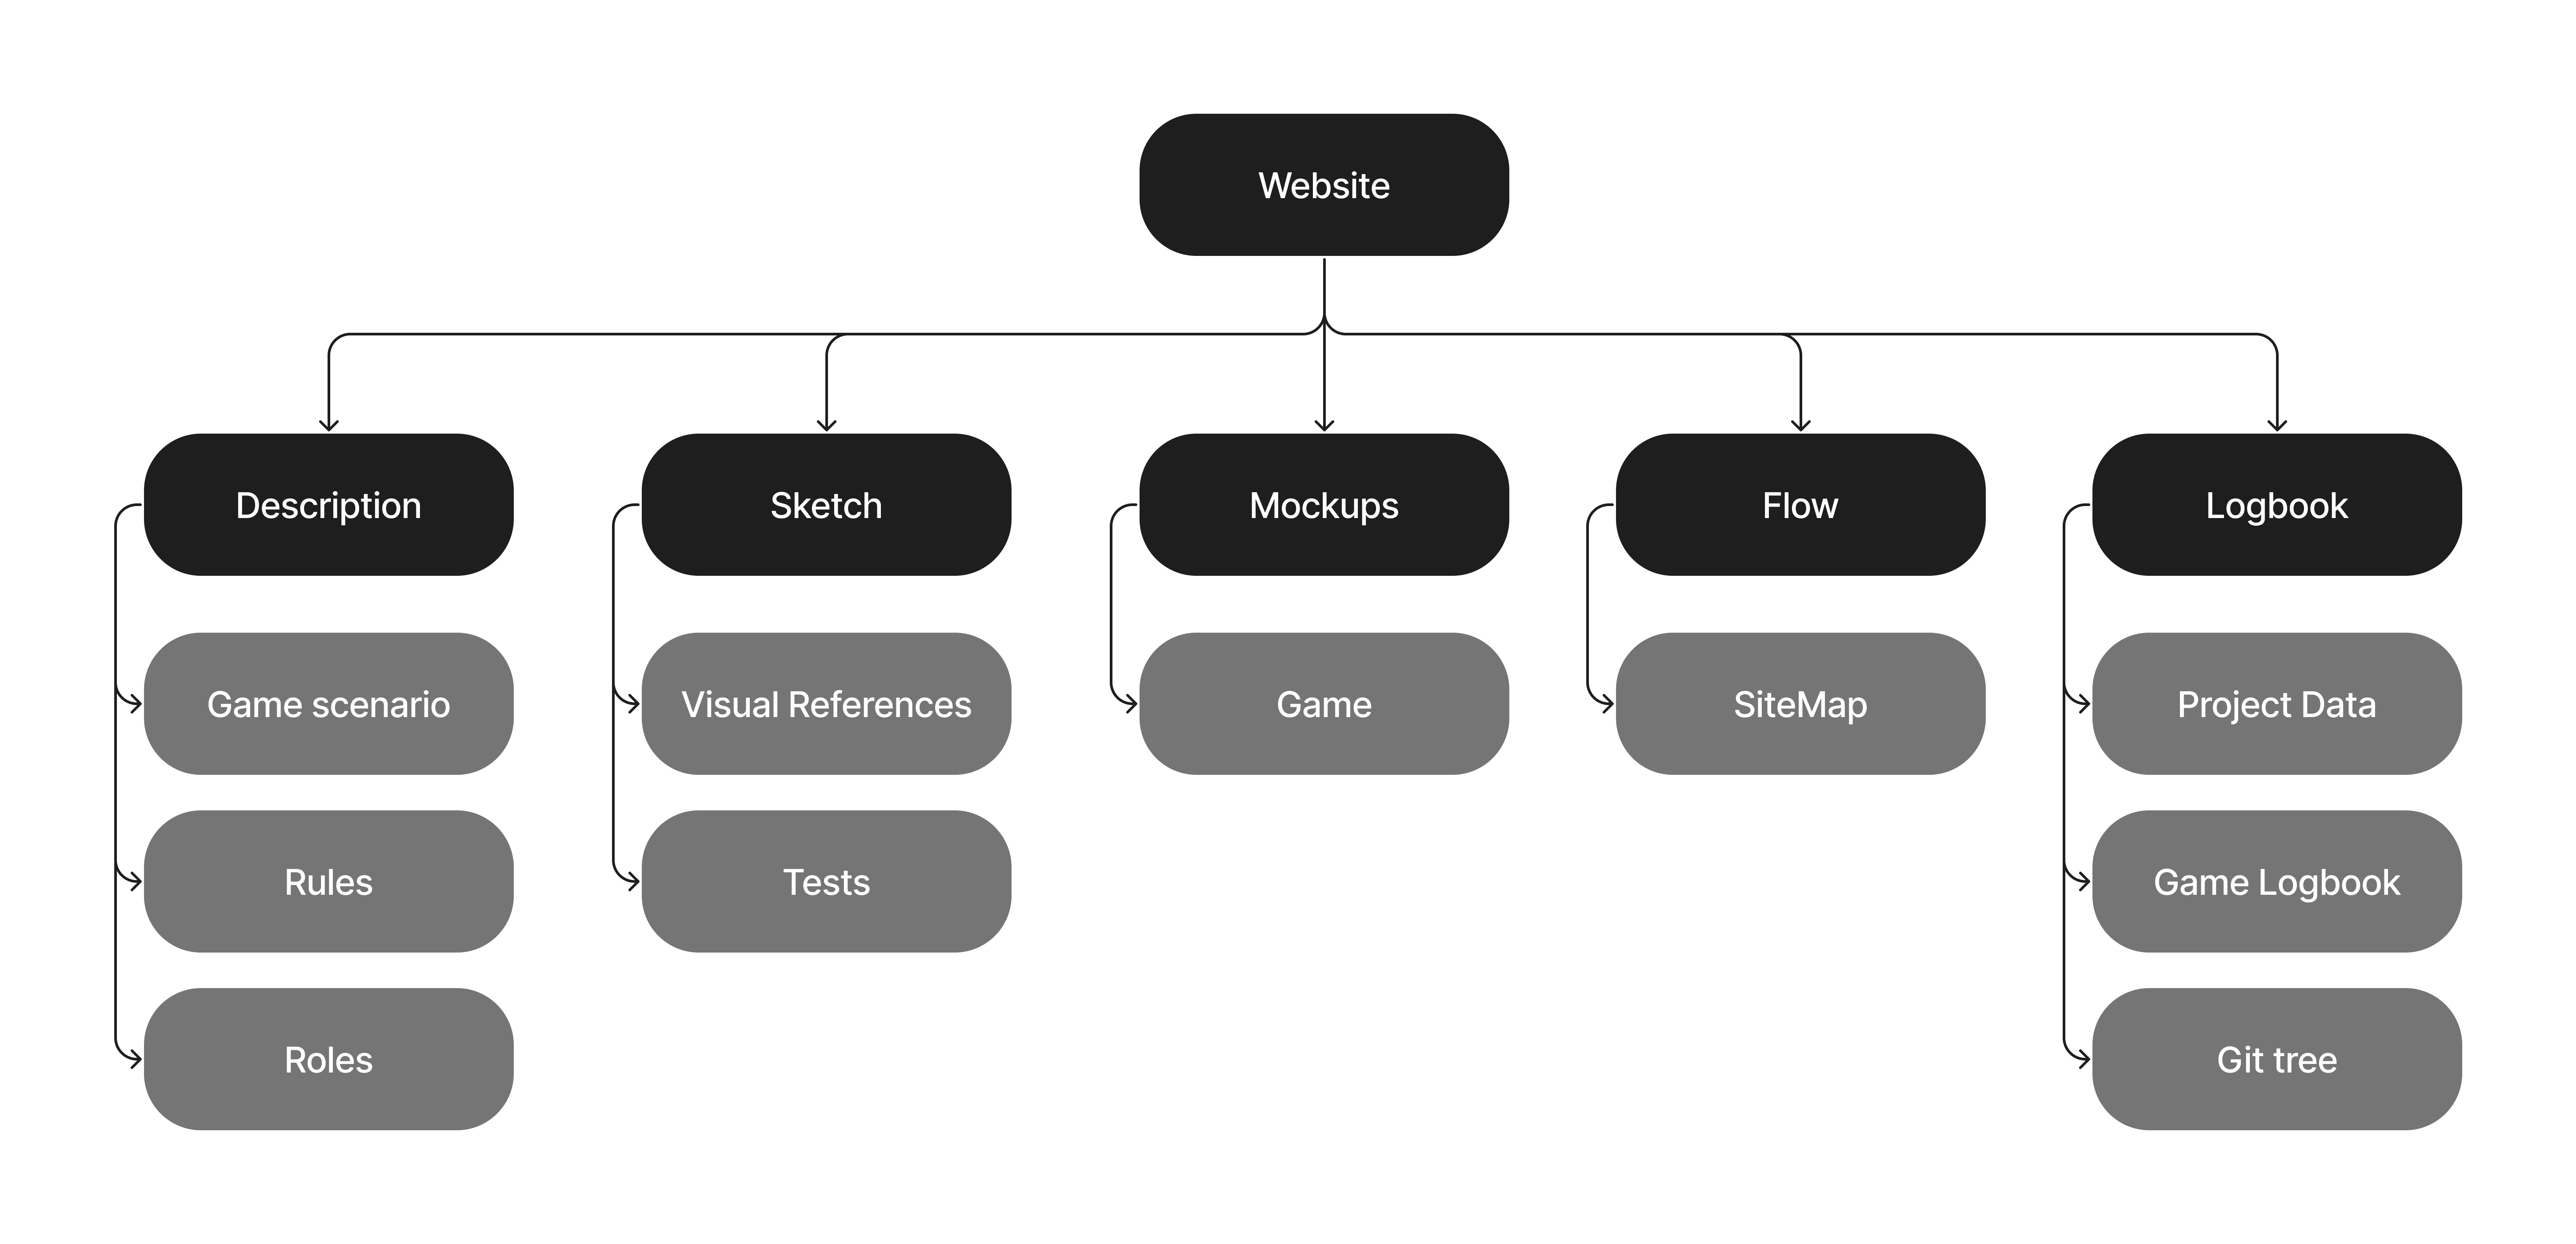 Website
Description
Sketch
Mockups
Flow
Logbook
Game scenario
Visual References
Game
SiteMap
Project Data
Rules
Tests
Game Logbook
Roles
Git tree